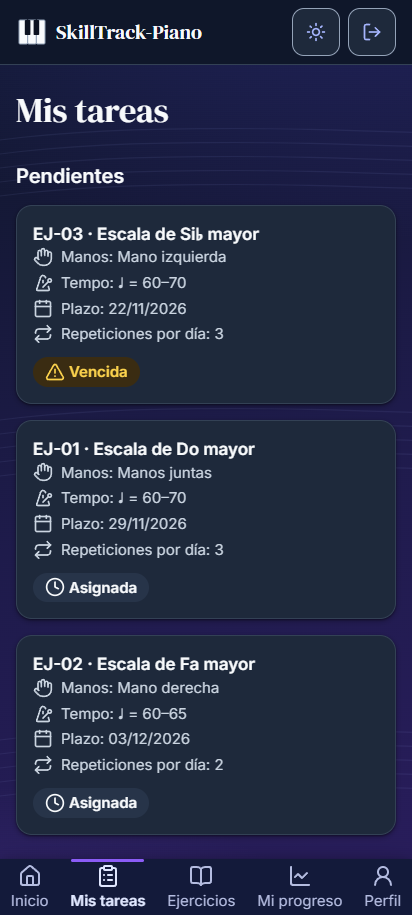 SkillTrack-Piano
Mis tareas
Pendientes
EJ-03 · Escala de Si♭ mayor
Manos: Mano izquierda
Tempo: ♩ = 60–70
Plazo: 22/11/2026
Repeticiones por día: 3
Vencida
EJ-01 · Escala de Do mayor
Manos: Manos juntas
Tempo: ♩ = 60–70
Plazo: 29/11/2026
Repeticiones por día: 3
Asignada
EJ-02 · Escala de Fa mayor
Manos: Mano derecha
Tempo: ♩ = 60–65
Plazo: 03/12/2026
Repeticiones por día: 2
Asignada
Inicio Mis tareas Ejercicios Mi progreso Perfil